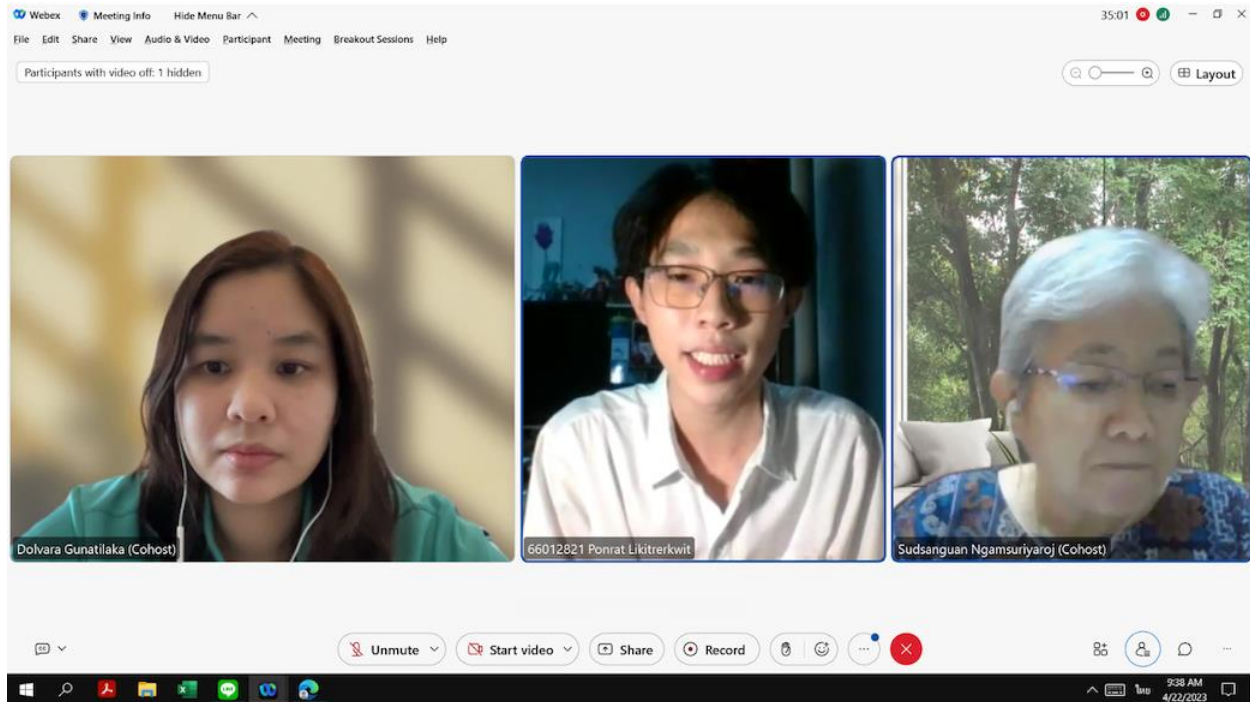 Webex Meeting Info Hide Menu Bar
35:01
File Edit Share View Audio & Video Participant Meeting Breakout Sessions Help
Participants with video off: 1 hidden
Layout
Dolvara Gunatilaka (Cohost)
66012821 Ponrat Likitrerkwit
Sudsanguan Ngamsuriyaroj (Cohost)
Unmute
Start video
Share
Record
ไทย
9:38 AM
4/22/2023